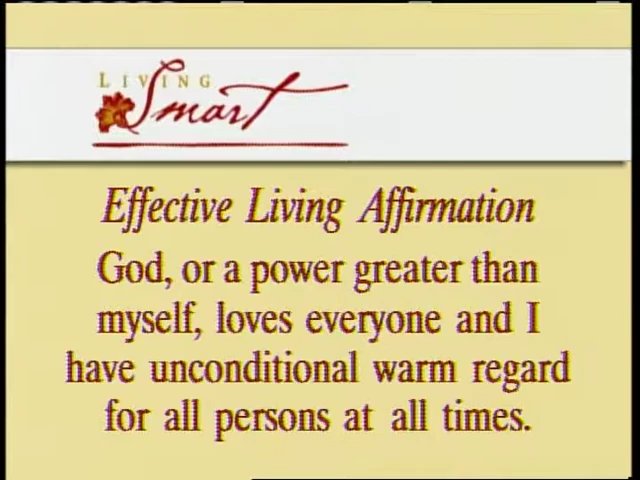 LIVING
Smart
Effective Living Affirmation
God, or a power greater than
myself, loves everyone and I
have unconditional warm regard
for all persons at all times.